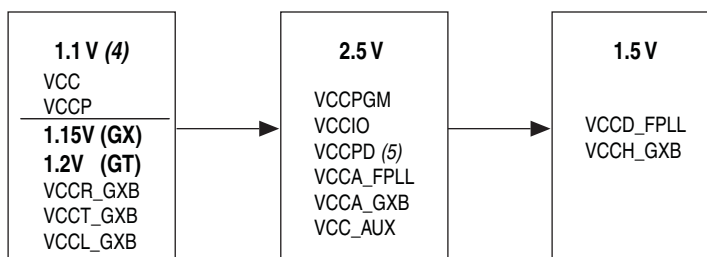 1.1 V (4)
VCC
VCCP
1.15V (GX)
1.2V (GT)
VCCR_GXB
VCCT_GXB
VCCL_GXB
2.5 V
VCCPGM
VCCIO
VCCPD (5)
VCCA_FPLL
VCCA_GXB
VCC_AUX
1.5 V
VCCD_FPLL
VCCH_GXB